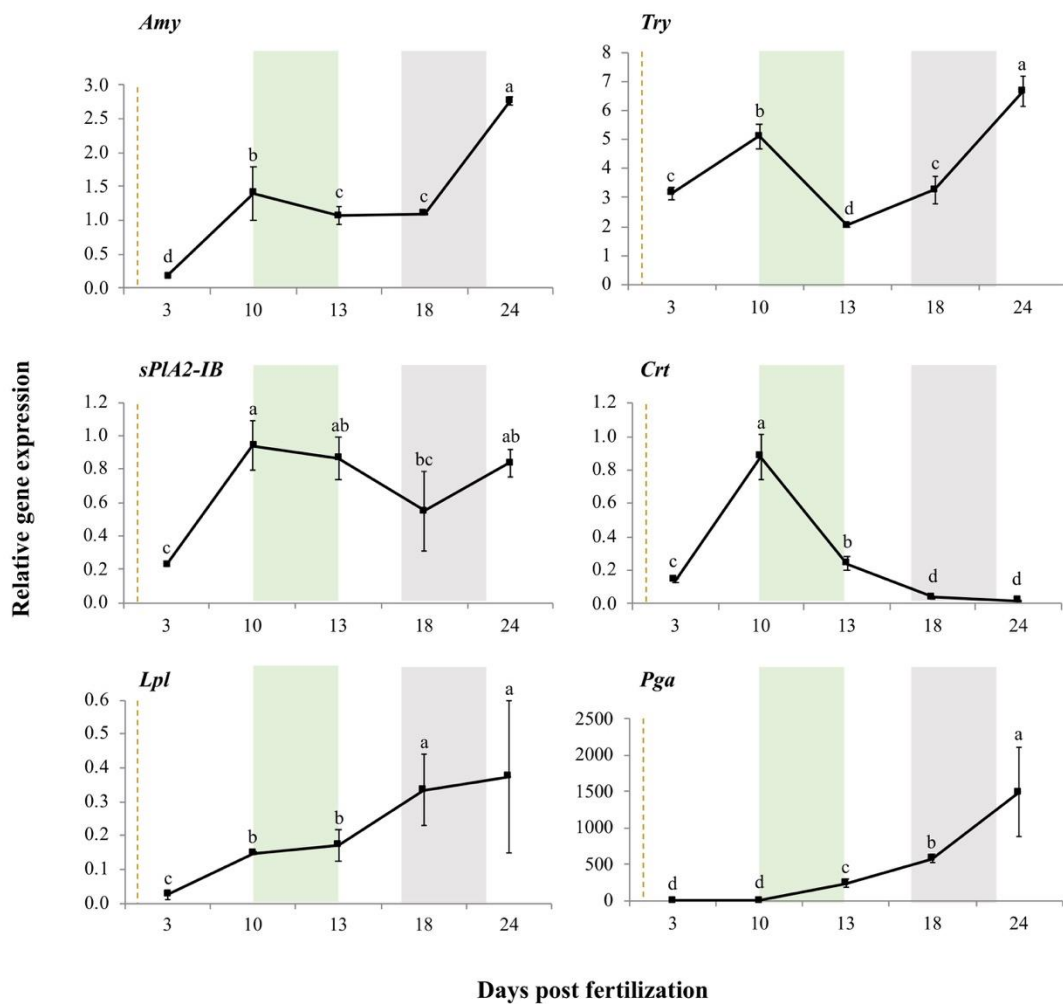 Amy
3.0
2.5
2.0
1.5
1.0
0.5
0.0
d
b
c
c
a
3 10 13 18 24
Try
8
7
6
5
4
3
2
1
0
c
b
d
c
a
3 10 13 18 24
Relative gene expression
sPlA2-IB
1.2
1.0
0.8
0.6
0.4
0.2
0.0
c
a
ab
bc
ab
3 10 13 18 24
Crt
1.2
1.0
0.8
0.6
0.4
0.2
0.0
c
a
b
d
d
3 10 13 18 24
Lpl
0.6
0.5
0.4
0.3
0.2
0.1
0.0
c
b
b
a
a
3 10 13 18 24
Pga
2500
2000
1500
1000
500
0
d
d
c
b
a
3 10 13 18 24
Days post fertilization